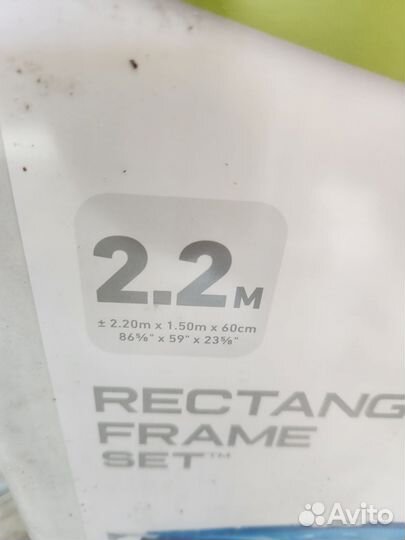 2.2M
± 2.20m x 1.50m x 60cm
86⅝" x 59" x 23⅝"
RECTANG
FRAME
SET™
Avito